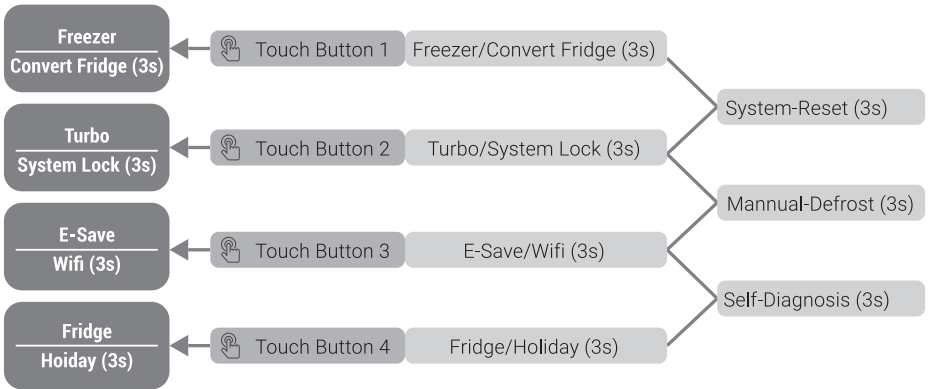 Freezer
Convert Fridge (3s)
Touch Button 1
Freezer/Convert Fridge (3s)
System-Reset (3s)
Turbo
System Lock (3s)
Touch Button 2
Turbo/System Lock (3s)
Mannual-Defrost (3s)
E-Save
Wifi (3s)
Touch Button 3
E-Save/Wifi (3s)
Self-Diagnosis (3s)
Fridge
Hoiday (3s)
Touch Button 4
Fridge/Holiday (3s)